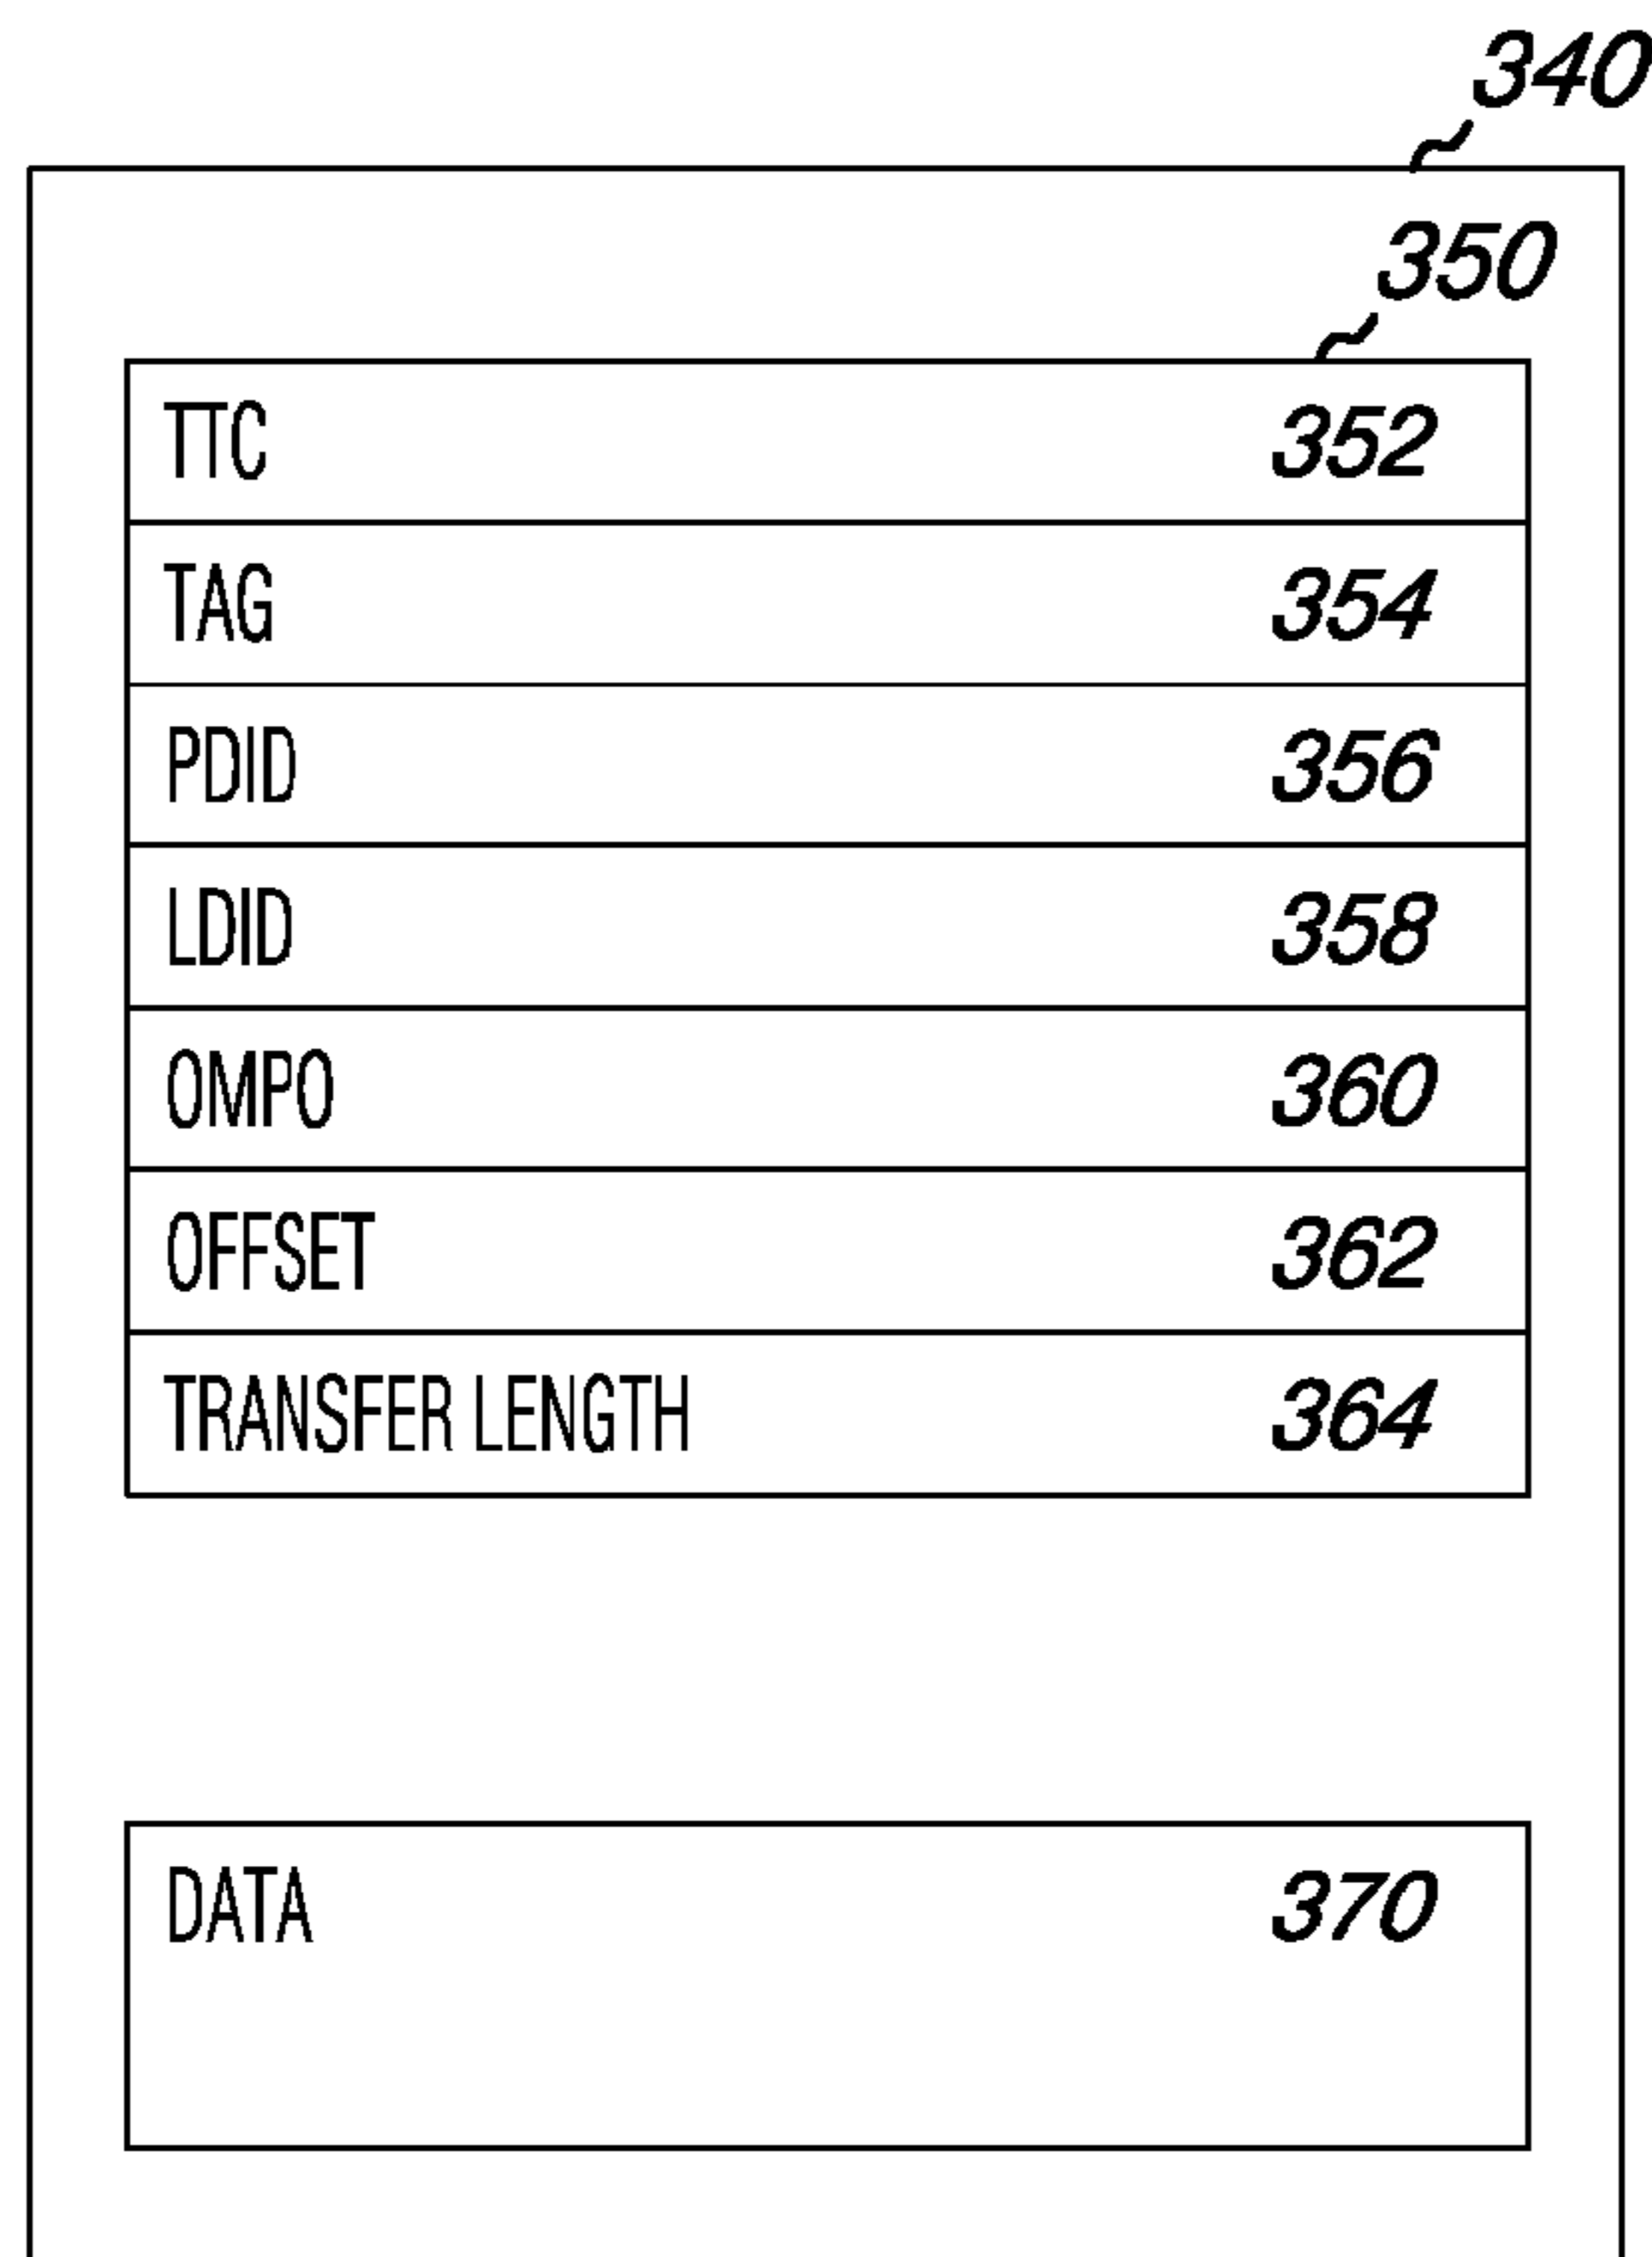 340
350
TTC 352
TAG 354
PDID 356
LDID 358
OMPO 360
OFFSET 362
TRANSFER LENGTH 364
DATA 370